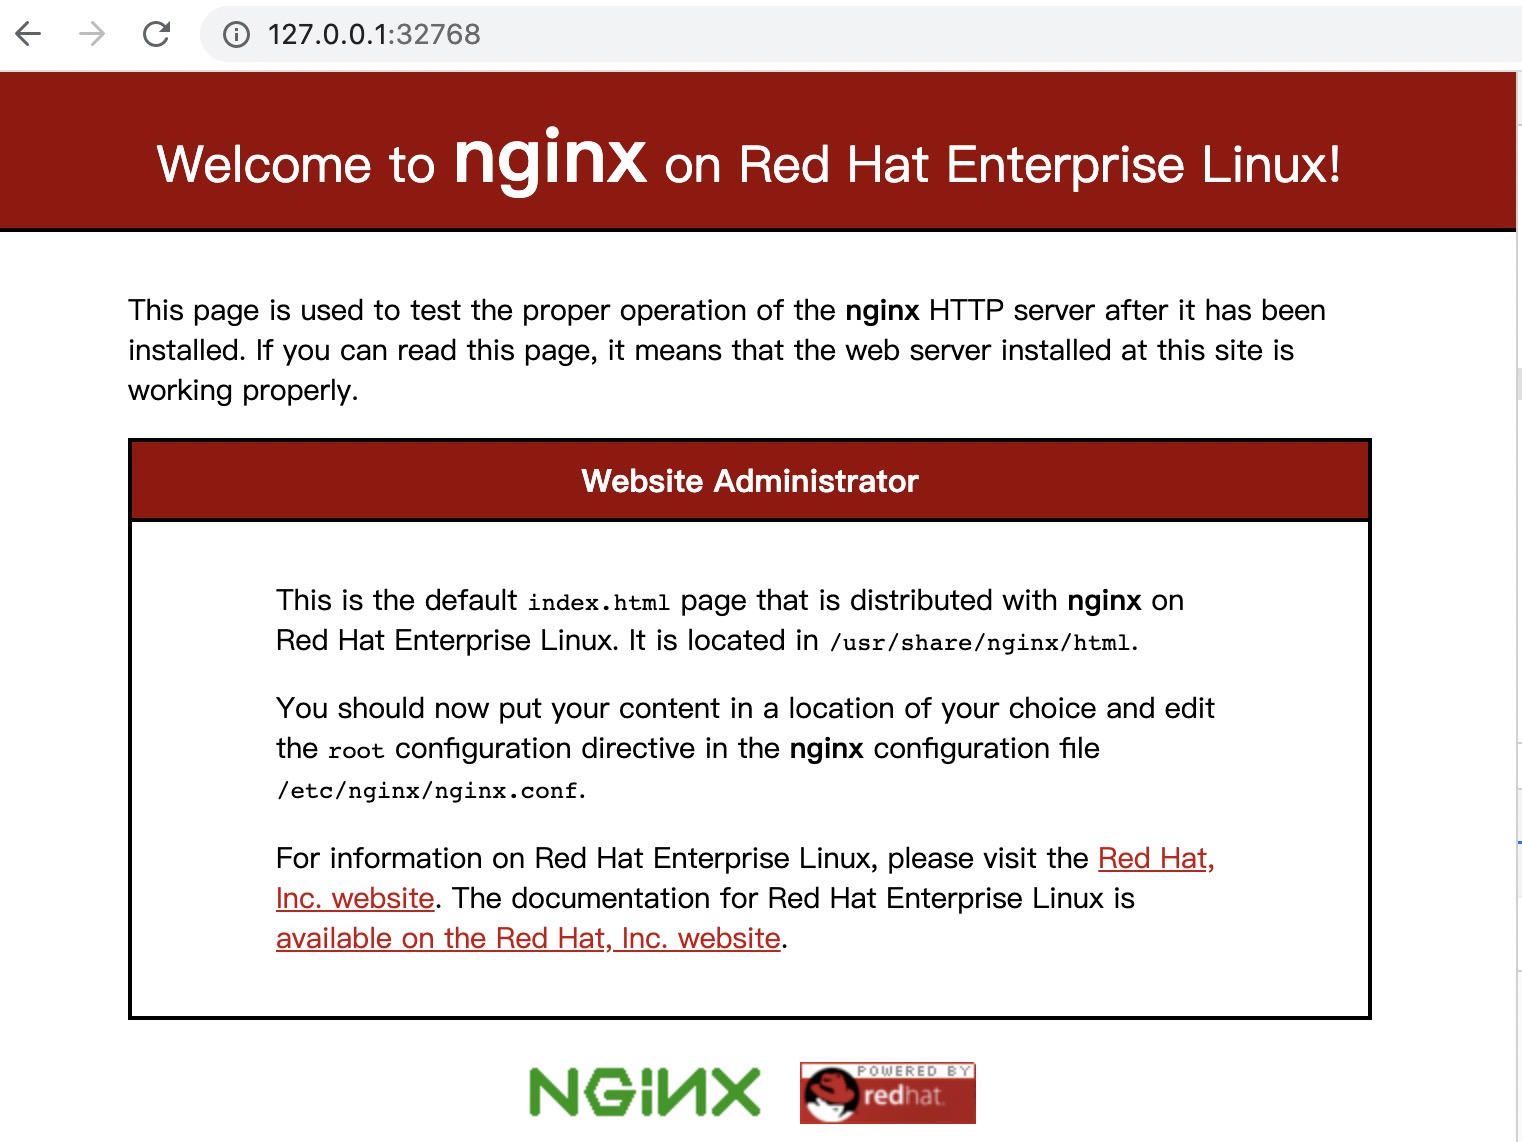 127.0.0.1:32768
Welcome to nginx on Red Hat Enterprise Linux!
This page is used to test the proper operation of the nginx HTTP server after it has been
installed. If you can read this page, it means that the web server installed at this site is
working properly.
Website Administrator
This is the default index.html page that is distributed with nginx on
Red Hat Enterprise Linux. It is located in /usr/share/nginx/html.
You should now put your content in a location of your choice and edit
the root configuration directive in the nginx configuration file
/etc/nginx/nginx.conf.
For information on Red Hat Enterprise Linux, please visit the Red Hat,
Inc. website. The documentation for Red Hat Enterprise Linux is
available on the Red Hat, Inc. website.
NGiNX
POWERED BY
redhat.